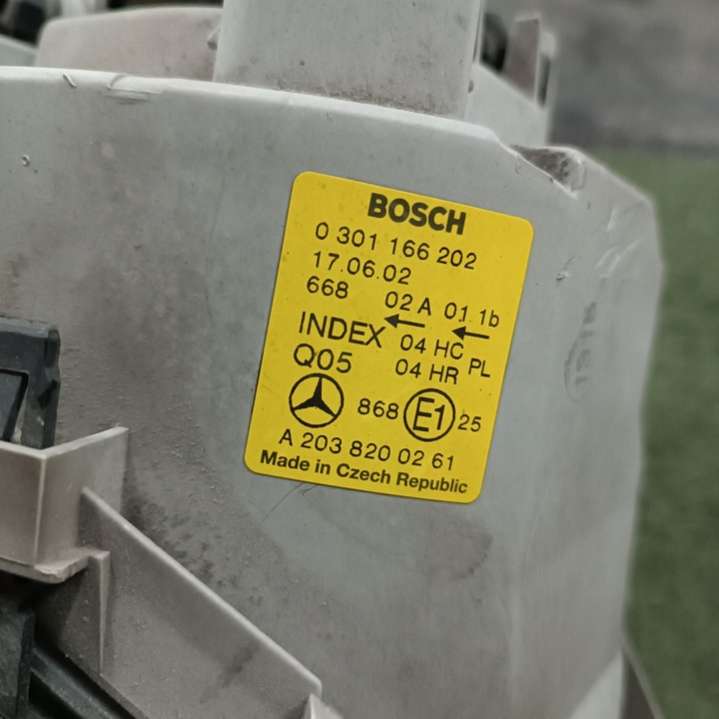 BOSCH
0 301 166 202
17.06.02
668 02 A 01 1b
INDEX 04 HC PL
Q05 04 HR
868 E1 25
A 203 820 02 61
Made in Czech Republic